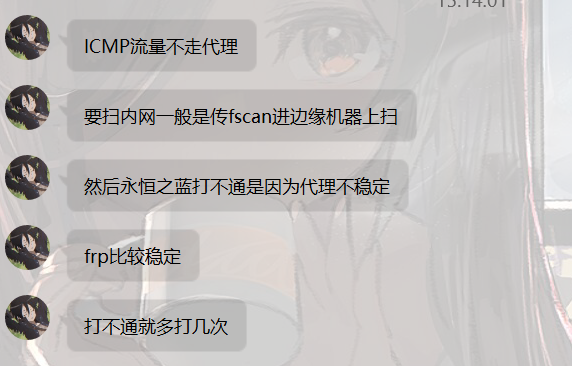 15:14:01
ICMP流量不走代理
要扫内网一般是传fscan进边缘机器上扫
然后永恒之蓝打不通是因为代理不稳定
frp比较稳定
打不通就多打几次